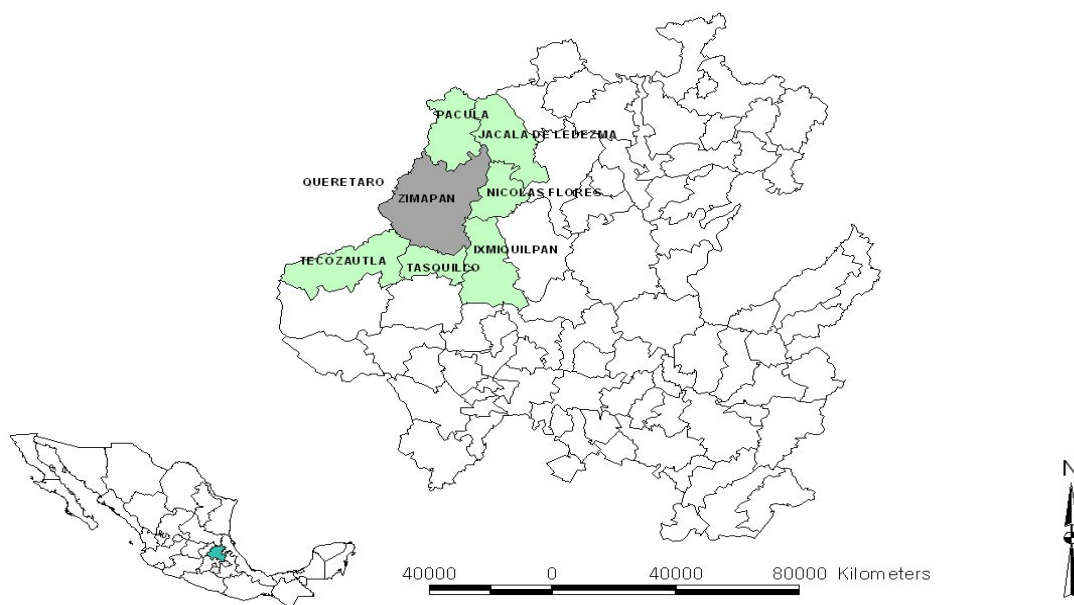 PACULA
JACALA DE LEDEZMA
QUERETARO
ZIMAPAN
NICOLAS FLORES
IXMIQUILPAN
TECOZAUTLA
TASQUILLO
N
40000 0 40000 80000 Kilometers